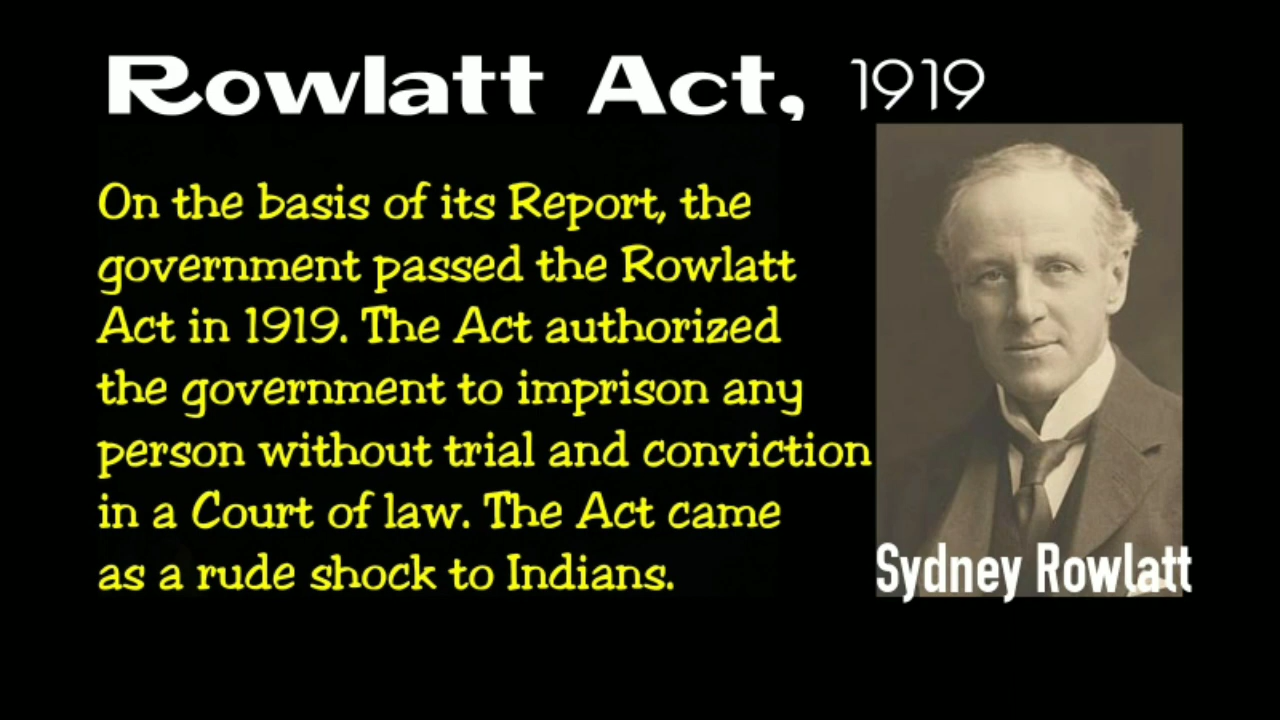 Rowlatt Act, 1919
On the basis of its Report, the
government passed the Rowlatt
Act in 1919. The Act authorized
the government to imprison any
person without trial and conviction
in a Court of law. The Act came
as a rude shock to Indians.
Sydney Rowlatt